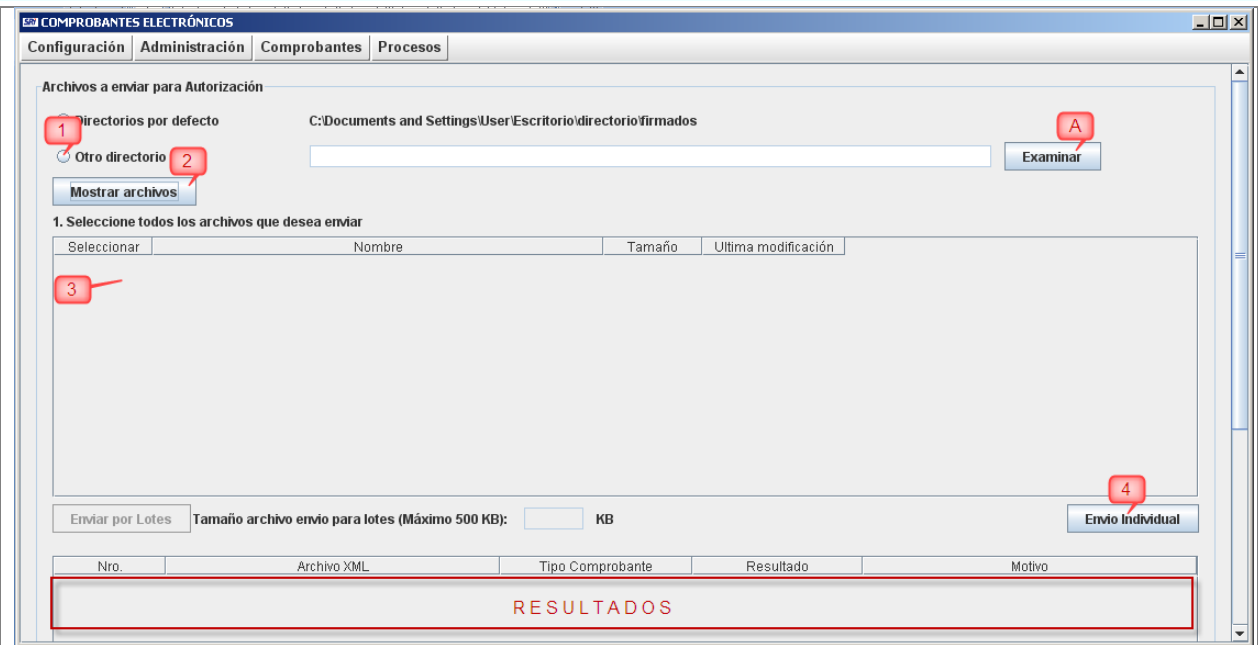 SRI COMPROBANTES ELECTRÓNICOS
Configuración Administración Comprobantes Procesos
Archivos a enviar para Autorización
Directorios por defecto C:\Documents and Settings\User\Escritorio\directorio\firmados
1 A
Otro directorio 2 Examinar
Mostrar archivos
1. Seleccione todos los archivos que desea enviar
Seleccionar Nombre Tamaño Ultima modificación
3
4
Enviar por Lotes Tamaño archivo envio para lotes (Máximo 500 KB): KB Envio Individual
Nro. Archivo XML Tipo Comprobante Resultado Motivo
RESULTADOS